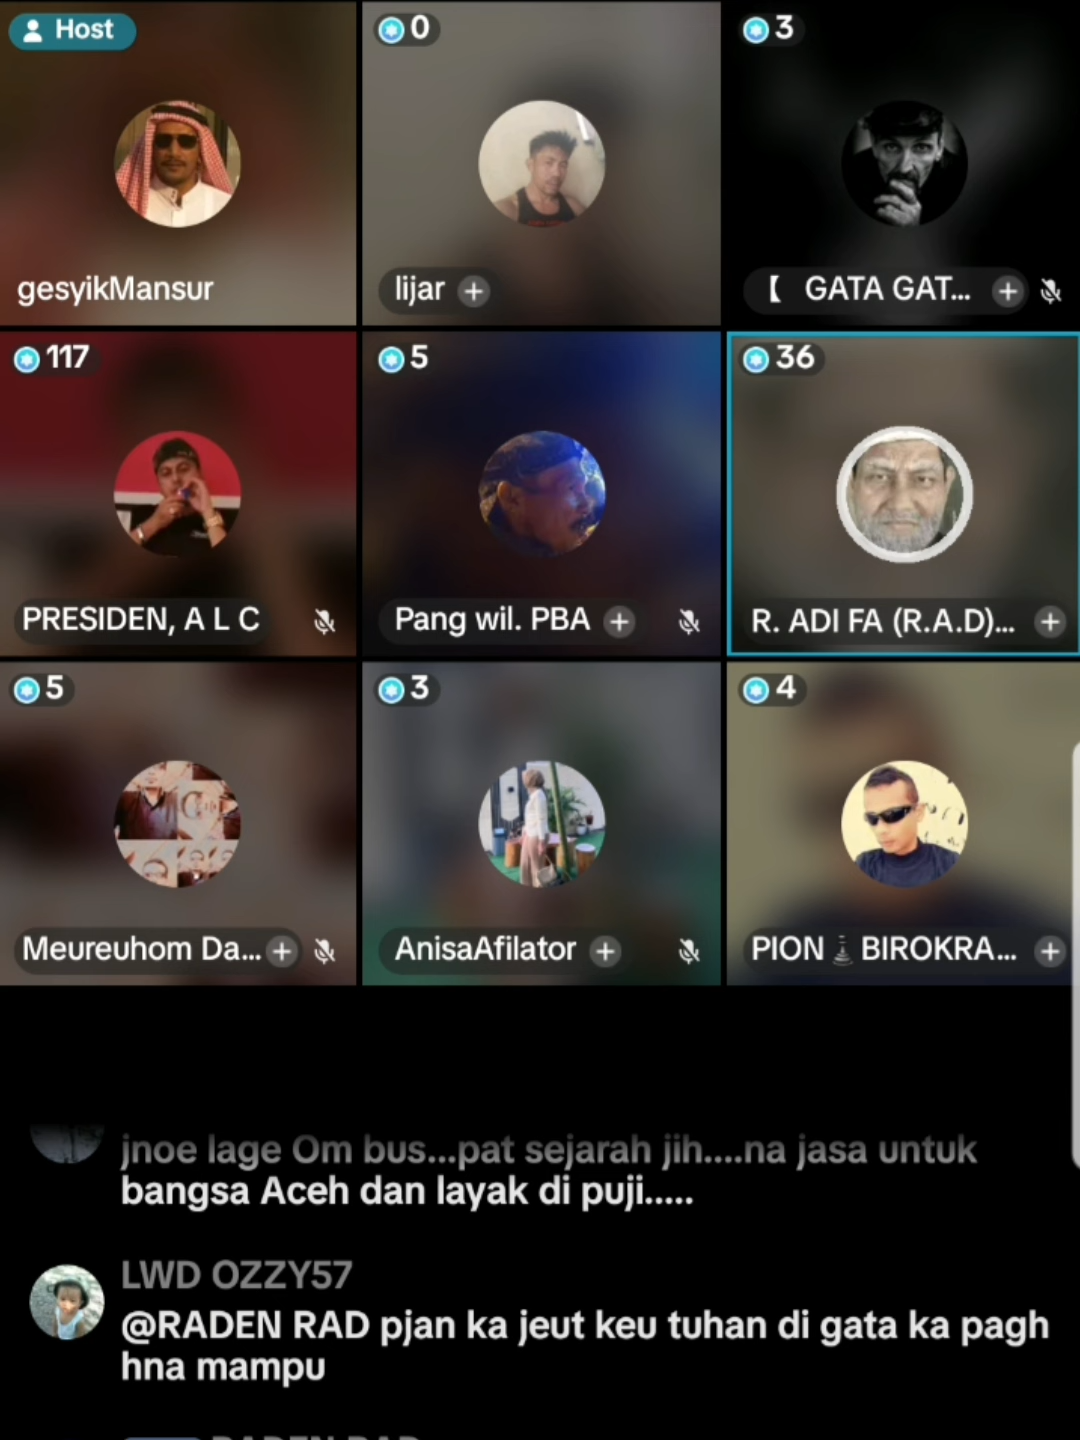 Host
0
3
gesyikMansur
lijar
【 GATA GAT...
117
5
36
PRESIDEN, A L C
Pang wil. PBA
R. ADI FA (R.A.D)...
5
3
4
Meureuhom Da...
AnisaAfilator
PION BIROKRA...
jnoe lage Om bus...pat sejarah jih....na jasa untuk
bangsa Aceh dan layak di puji.....
LWD OZZY57
@RADEN RAD pjan ka jeut keu tuhan di gata ka pagh
hna mampu
RADEN RAD